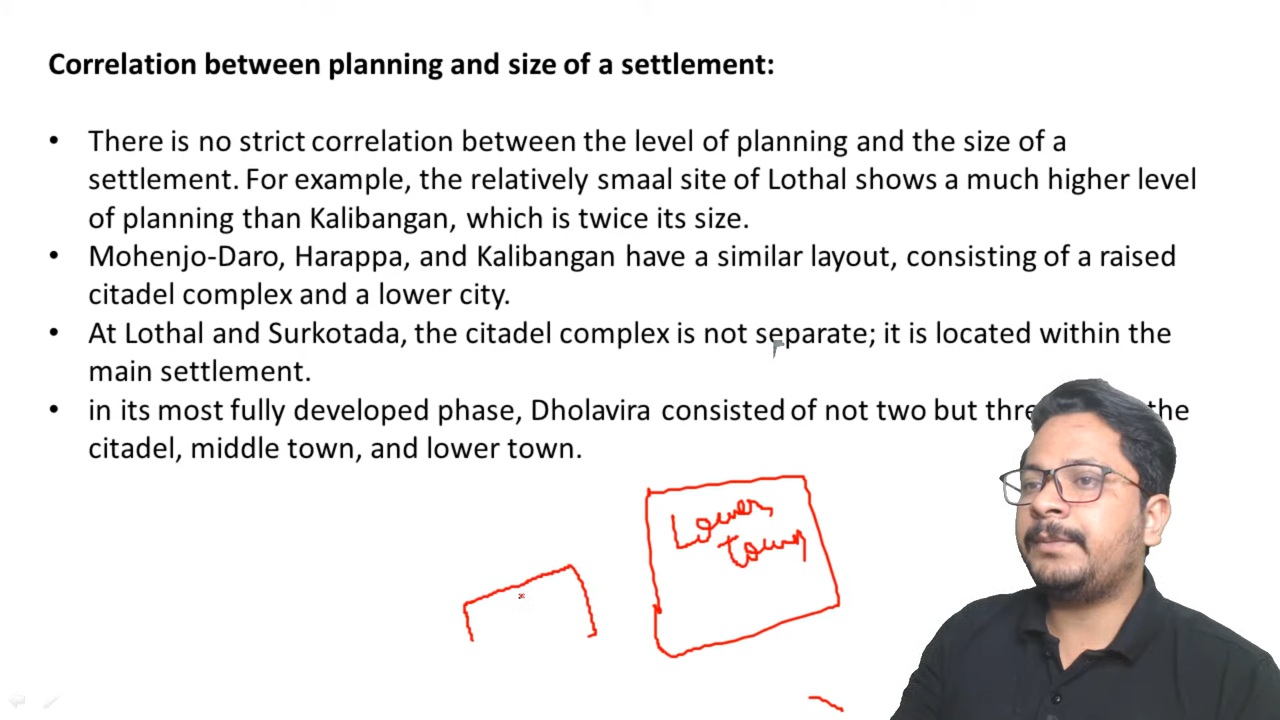 Correlation between planning and size of a settlement:
• There is no strict correlation between the level of planning and the size of a
settlement. For example, the relatively smaal site of Lothal shows a much higher level
of planning than Kalibangan, which is twice its size.
• Mohenjo-Daro, Harappa, and Kalibangan have a similar layout, consisting of a raised
citadel complex and a lower city.
• At Lothal and Surkotada, the citadel complex is not separate; it is located within the
main settlement.
• in its most fully developed phase, Dholavira consisted of not two but the
citadel, middle town, and lower town.
Lower
town